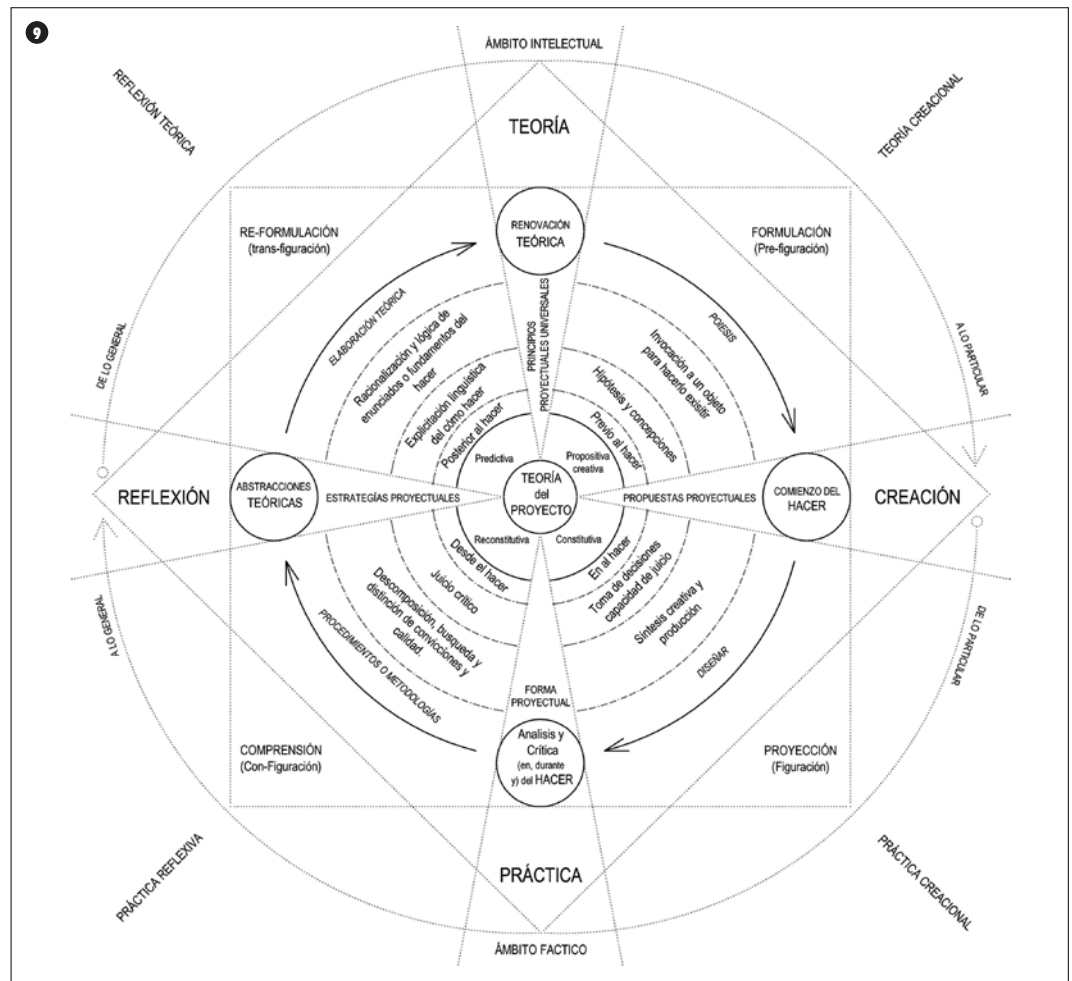 9
ÁMBITO INTELECTUAL
REFLEXIÓN TEÓRICA
TEORÍA CREACIONAL
TEORÍA
RENOVACIÓN
TEÓRICA
RE-FORMULACIÓN
(trans-figuración)
FORMULACIÓN
(Pre-figuración)
DE LO GENERAL
A LO PARTICULAR
ELABORACIÓN TEÓRICA
Racionalización y lógica de
enunciados o fundamentos del
hacer
Explicitación linguística
del cómo hacer
Posterior al hacer
Predictiva
PRINCIPIOS
PROYECTUALES UNIVERSALES
POIESIS
Invocación a un objeto
para hacerlo exisitir
Hipótesis y concepciones
Previo al hacer
Propositiva
creativa
REFLEXIÓN
ABSTRACCIONES
TEÓRICAS
ESTRATEGÍAS PROYECTUALES
TEORÍA
del
PROYECTO
PROPUESTAS PROYECTUALES
COMIENZO DEL
HACER
CREACIÓN
Reconstitutiva
Constitutiva
Desde el hacer
Juicio crítico
Descomposición, busqueda y
distinción de convicciones y
calidad.
PROCEDIMIENTOS O METODOLOGÍAS
En al hacer
Toma de decisiones
capacidad de juicio
Síntesis creativa y
producción
DISEÑAR
A LO GENERAL
DE LO PARTICULAR
FORMA
PROYECTUAL
Analisis y
Crítica
(en, durante
y) del HACER
COMPRENSIÓN
(Con-Figuración)
PROYECCIÓN
(Figuración)
PRÁCTICA
PRÁCTICA REFLEXIVA
PRÁCTICA CREACIONAL
ÁMBITO FACTICO